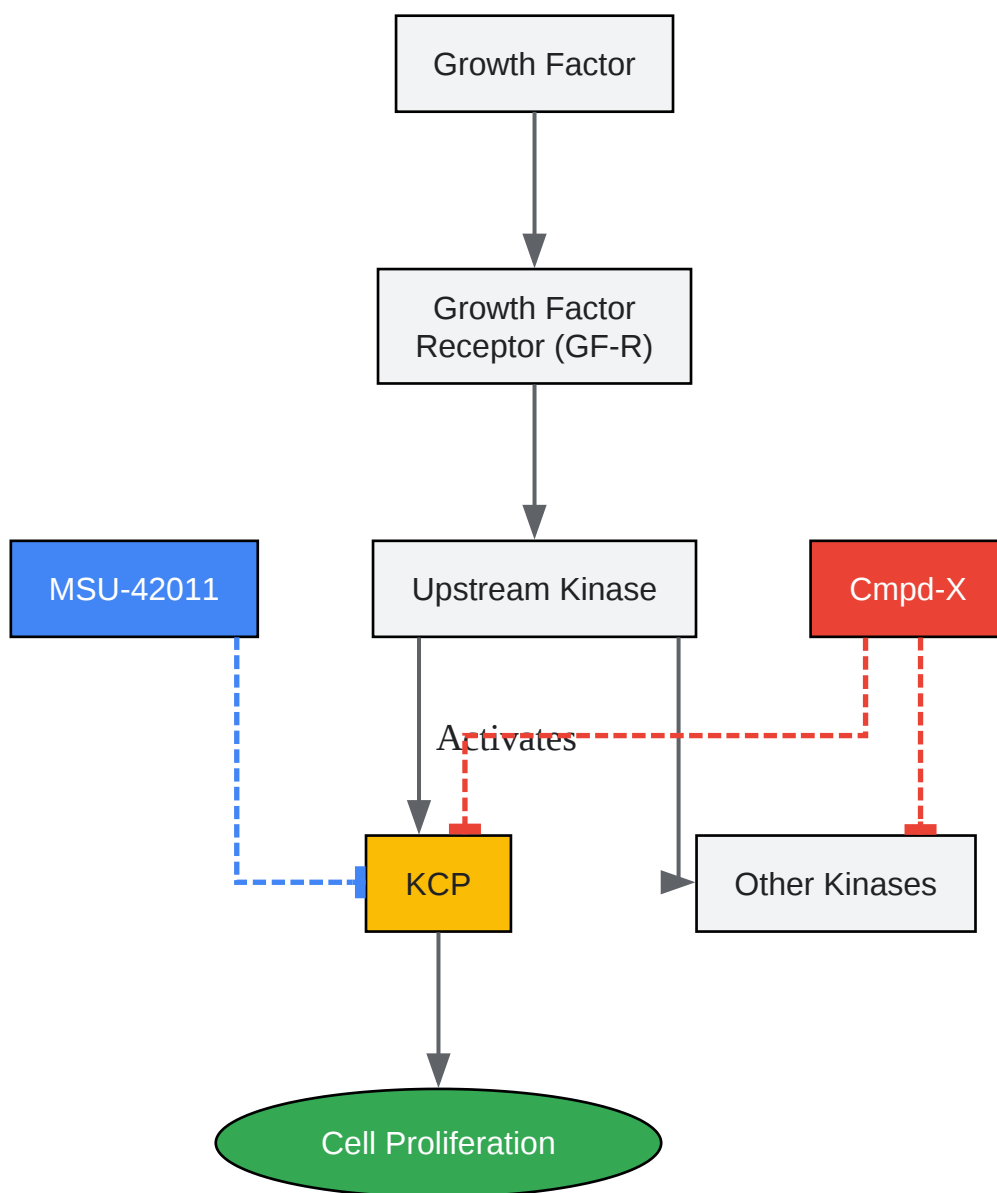 Growth Factor
Growth Factor
Receptor (GF-R)
MSU-42011
Upstream Kinase
Cmpd-X
Activates
KCP
Other Kinases
Cell Proliferation